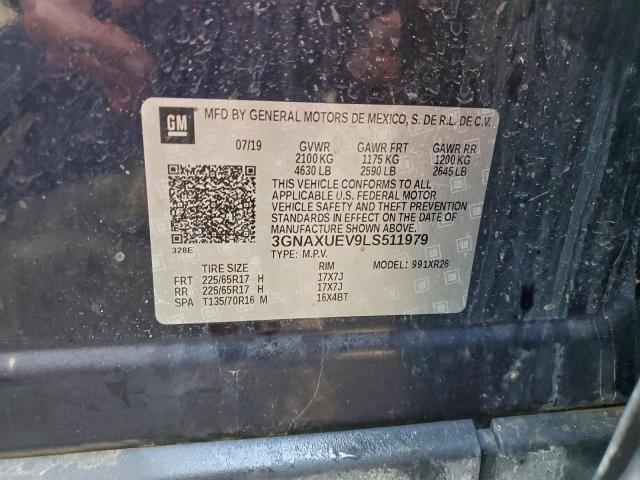 GM
MFD BY GENERAL MOTORS DE MEXICO, S. DE R.L. DE C.V.
07/19 GVWR GAWR FRT GAWR RR
2100 KG 1175 KG 1200 KG
4630 LB 2590 LB 2645 LB
THIS VEHICLE CONFORMS TO ALL
APPLICABLE U.S. FEDERAL MOTOR
VEHICLE SAFETY AND THEFT PREVENTION
STANDARDS IN EFFECT ON THE DATE OF
MANUFACTURE SHOWN ABOVE.
3GNAXUEV9LS511979
328E
TYPE: M.P.V. MODEL: 991XR26
TIRE SIZE RIM
FRT 225/65R17 H 17X7J
RR 225/65R17 H 17X7J
SPA T135/70R16 M 16X4BT